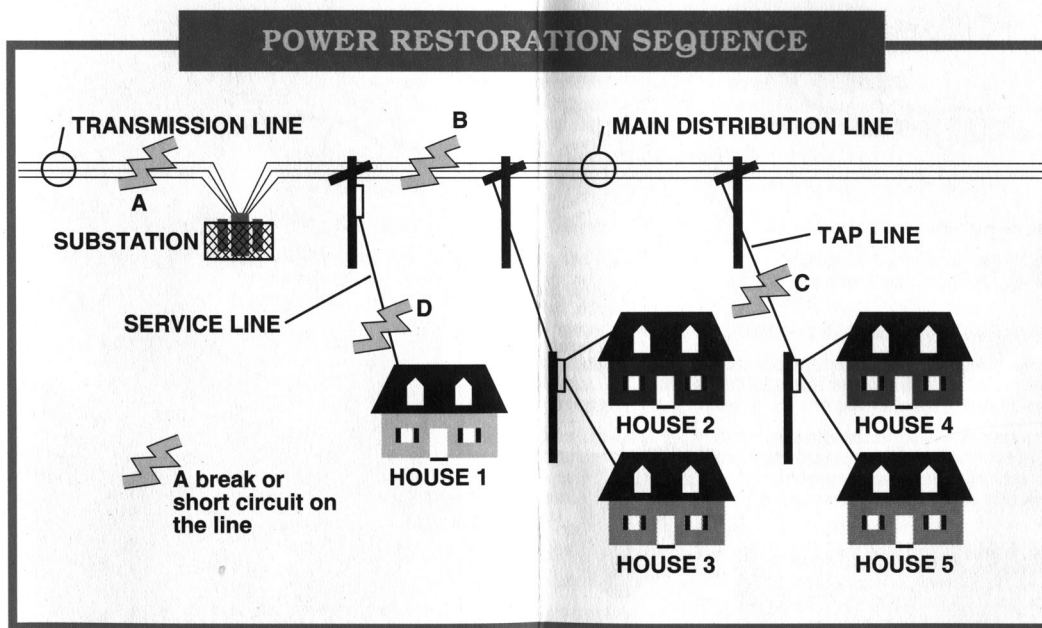 POWER RESTORATION SEQUENCE
TRANSMISSION LINE
B
MAIN DISTRIBUTION LINE
A
SUBSTATION
TAP LINE
C
D
SERVICE LINE
HOUSE 1
HOUSE 2
HOUSE 4
A break or
short circuit on
the line
HOUSE 3
HOUSE 5